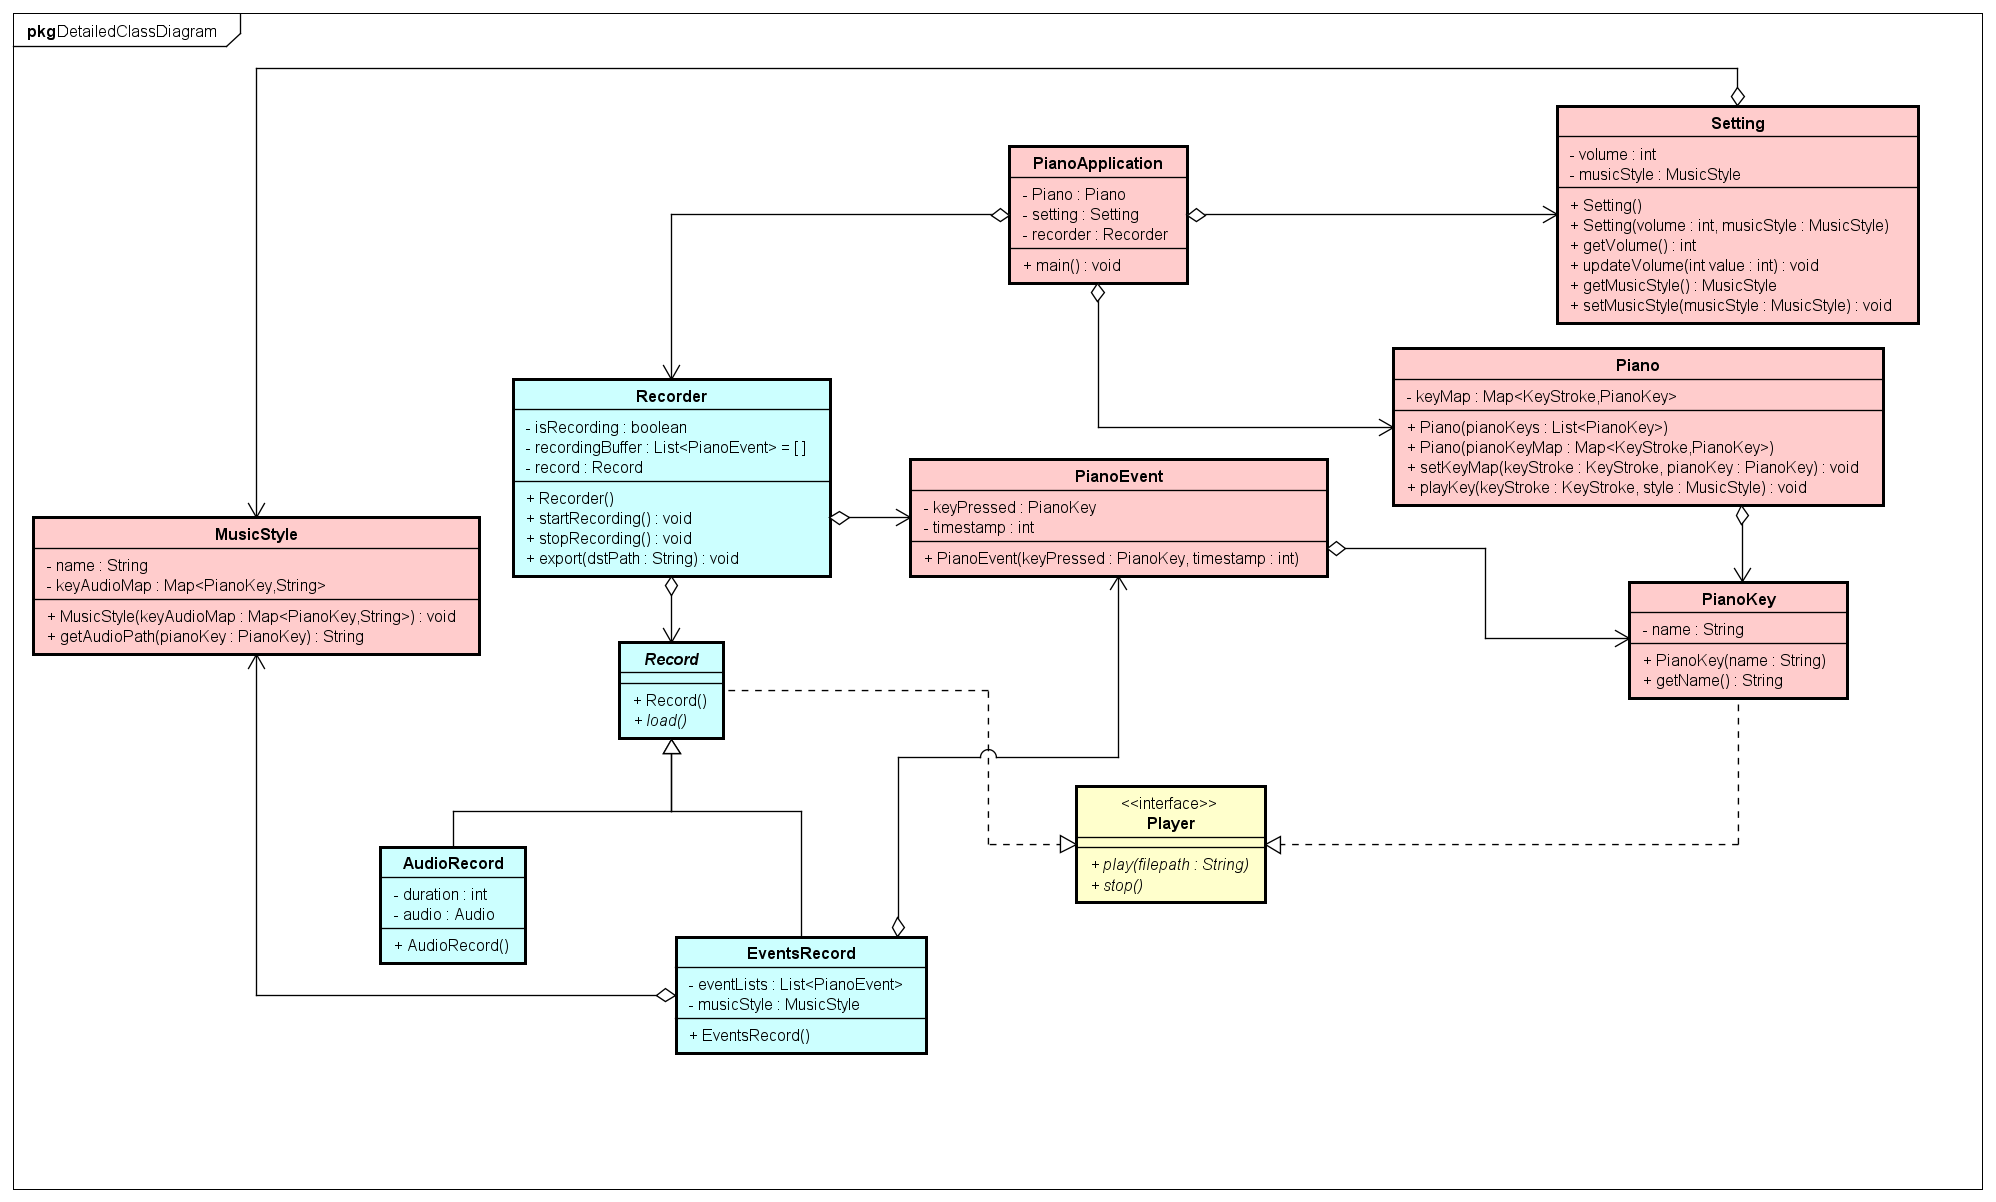 pkg DetailedClassDiagram
Setting
- volume : int
- musicStyle : MusicStyle
+ Setting()
+ Setting(volume : int, musicStyle : MusicStyle)
+ getVolume() : int
+ updateVolume(int value : int) : void
+ getMusicStyle() : MusicStyle
+ setMusicStyle(musicStyle : MusicStyle) : void
PianoApplication
- Piano : Piano
- setting : Setting
- recorder : Recorder
+ main() : void
Piano
- keyMap : Map<KeyStroke,PianoKey>
+ Piano(pianoKeys : List<PianoKey>)
+ Piano(pianoKeyMap : Map<KeyStroke,PianoKey>)
+ setKeyMap(keyStroke : KeyStroke, pianoKey : PianoKey) : void
+ playKey(keyStroke : KeyStroke, style : MusicStyle) : void
Recorder
- isRecording : boolean
- recordingBuffer : List<PianoEvent> = [ ]
- record : Record
+ Recorder()
+ startRecording() : void
+ stopRecording() : void
+ export(dstPath : String) : void
PianoEvent
- keyPressed : PianoKey
- timestamp : int
+ PianoEvent(keyPressed : PianoKey, timestamp : int)
MusicStyle
- name : String
- keyAudioMap : Map<PianoKey,String>
+ MusicStyle(keyAudioMap : Map<PianoKey,String>) : void
+ getAudioPath(pianoKey : PianoKey) : String
PianoKey
- name : String
+ PianoKey(name : String)
+ getName() : String
Record
+ Record()
+ load()
<<interface>>
Player
+ play(filepath : String)
+ stop()
AudioRecord
- duration : int
- audio : Audio
+ AudioRecord()
EventsRecord
- eventLists : List<PianoEvent>
- musicStyle : MusicStyle
+ EventsRecord()